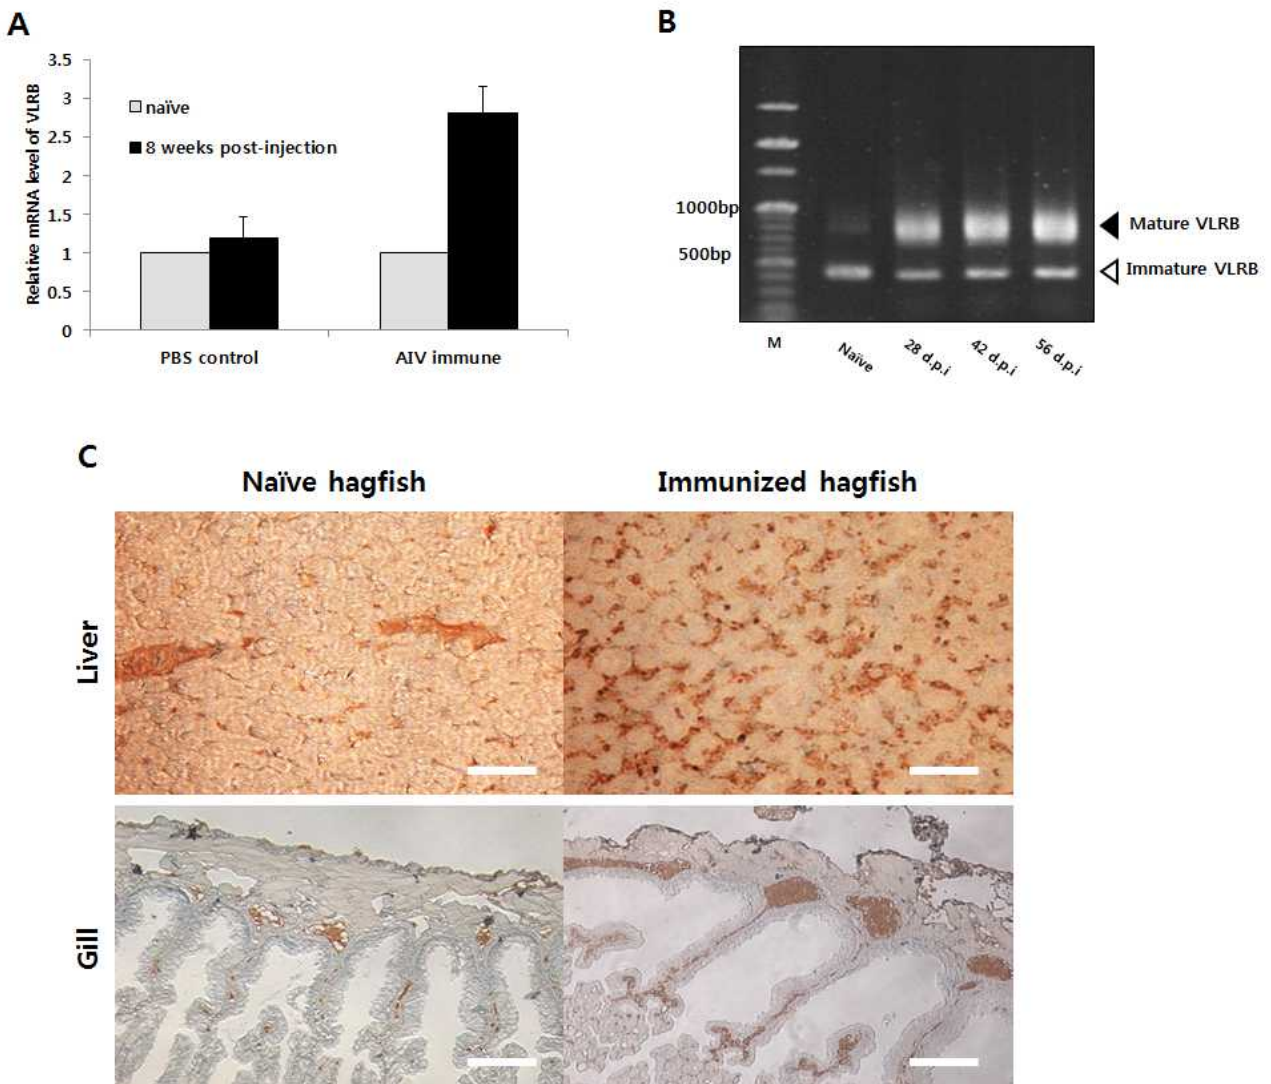 A
3.5
3
2.5
2
1.5
1
0.5
0
Relative mRNA level of VLRB
naïve
8 weeks post-injection
PBS control
AIV immune
B
1000bp
500bp
Mature VLRB
Immature VLRB
M
Naïve
28 d.p.i
42 d.p.i
56 d.p.i
C
Naïve hagfish
Immunized hagfish
Liver
Gill